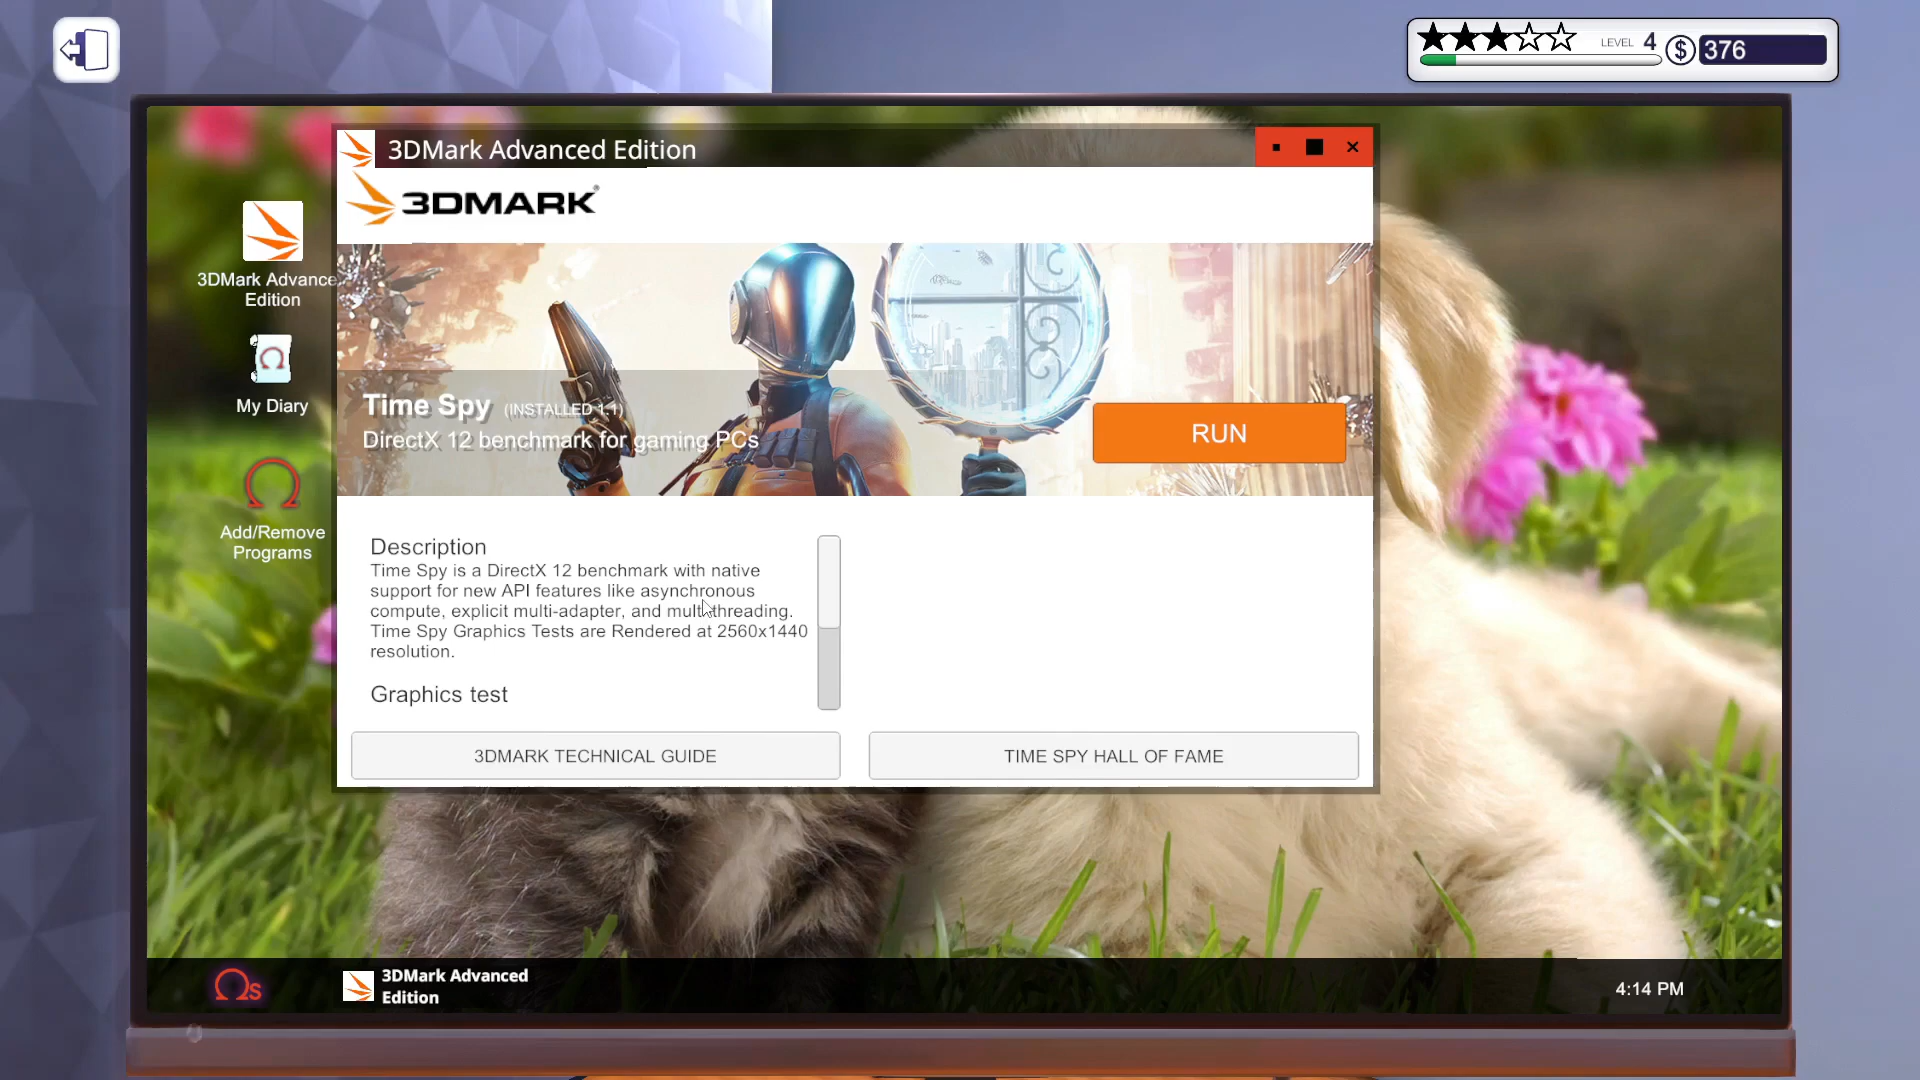 LEVEL 4
$ 376
3DMark Advanced Edition
3DMARK®
3DMark Advance
Edition
My Diary
Add/Remove
Programs
Time Spy (INSTALLED 1.1)
DirectX 12 benchmark for gaming PCs
RUN
Description
Time Spy is a DirectX 12 benchmark with native
support for new API features like asynchronous
compute, explicit multi-adapter, and multi-threading.
Time Spy Graphics Tests are Rendered at 2560x1440
resolution.
Graphics test
3DMARK TECHNICAL GUIDE
TIME SPY HALL OF FAME
Ωs
3DMark Advanced
Edition
4:14 PM